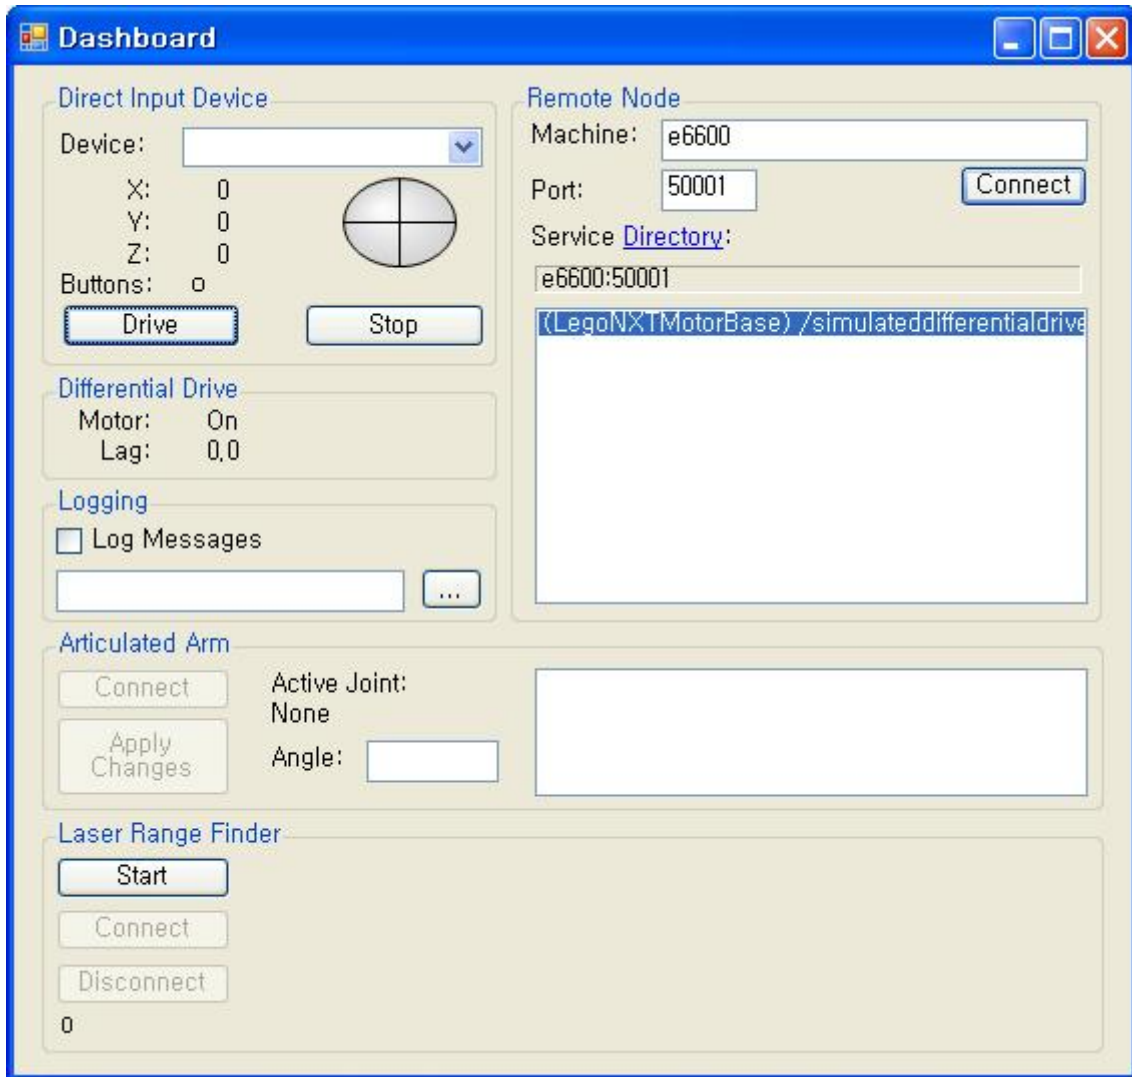 Dashboard
Direct Input Device
Device:
X: 0
Y: 0
Z: 0
Buttons: o
Drive Stop
Differential Drive
Motor: On
Lag: 0,0
Logging
Log Messages
...
Remote Node
Machine: e6600
Port: 50001 Connect
Service Directory:
e6600:50001
(LegoNXTMotorBase) /simulateddifferentialdrive
Articulated Arm
Connect
Apply
Changes
Active Joint:
None
Angle:
Laser Range Finder
Start
Connect
Disconnect
0